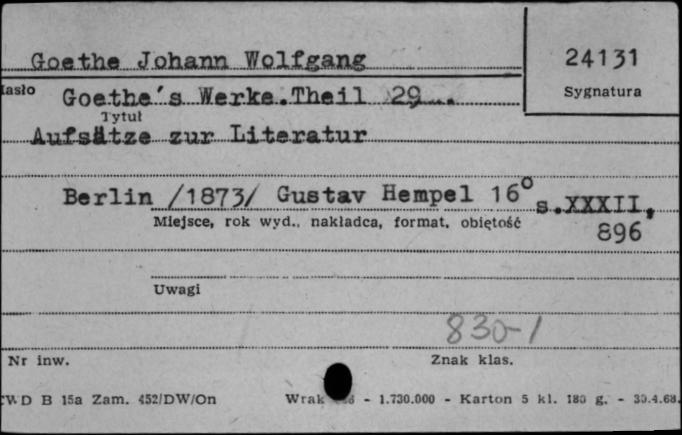 Goethe Johann Wolfgang
24131
Sygnatura
Goethe's Werke.Theil 29
Tytuł
Aufsätze zur Literatur
Berlin /1873/ Gustav Hempel 16° s.XXXII,
896
Miejsce, rok wyd., nakładca, format, objętość
Uwagi
830-1
Nr inw.
Znak klas.
B 15a Zam. 452/DW/On
- 1.730.000 - Karton 5 kl. 180 g. - 30.4.68.